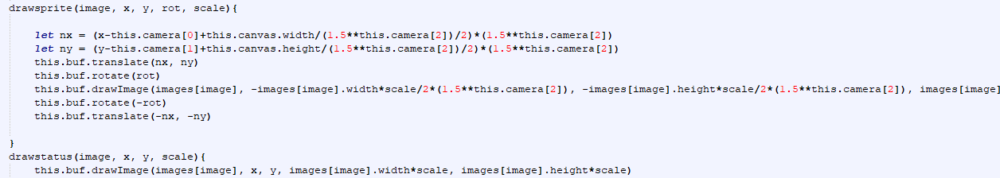 drawsprite(image, x, y, rot, scale){
let nx = (x-this.camera[0]+this.canvas.width/(1.5**this.camera[2])/2)*(1.5**this.camera[2])
let ny = (y-this.camera[1]+this.canvas.height/(1.5**this.camera[2])/2)*(1.5**this.camera[2])
this.buf.translate(nx, ny)
this.buf.rotate(rot)
this.buf.drawImage(images[image], -images[image].width*scale/2*(1.5**this.camera[2]), -images[image].height*scale/2*(1.5**this.camera[2]), images[image]
this.buf.rotate(-rot)
this.buf.translate(-nx, -ny)
}
drawstatus(image, x, y, scale){
this.buf.drawImage(images[image], x, y, images[image].width*scale, images[image].height*scale)